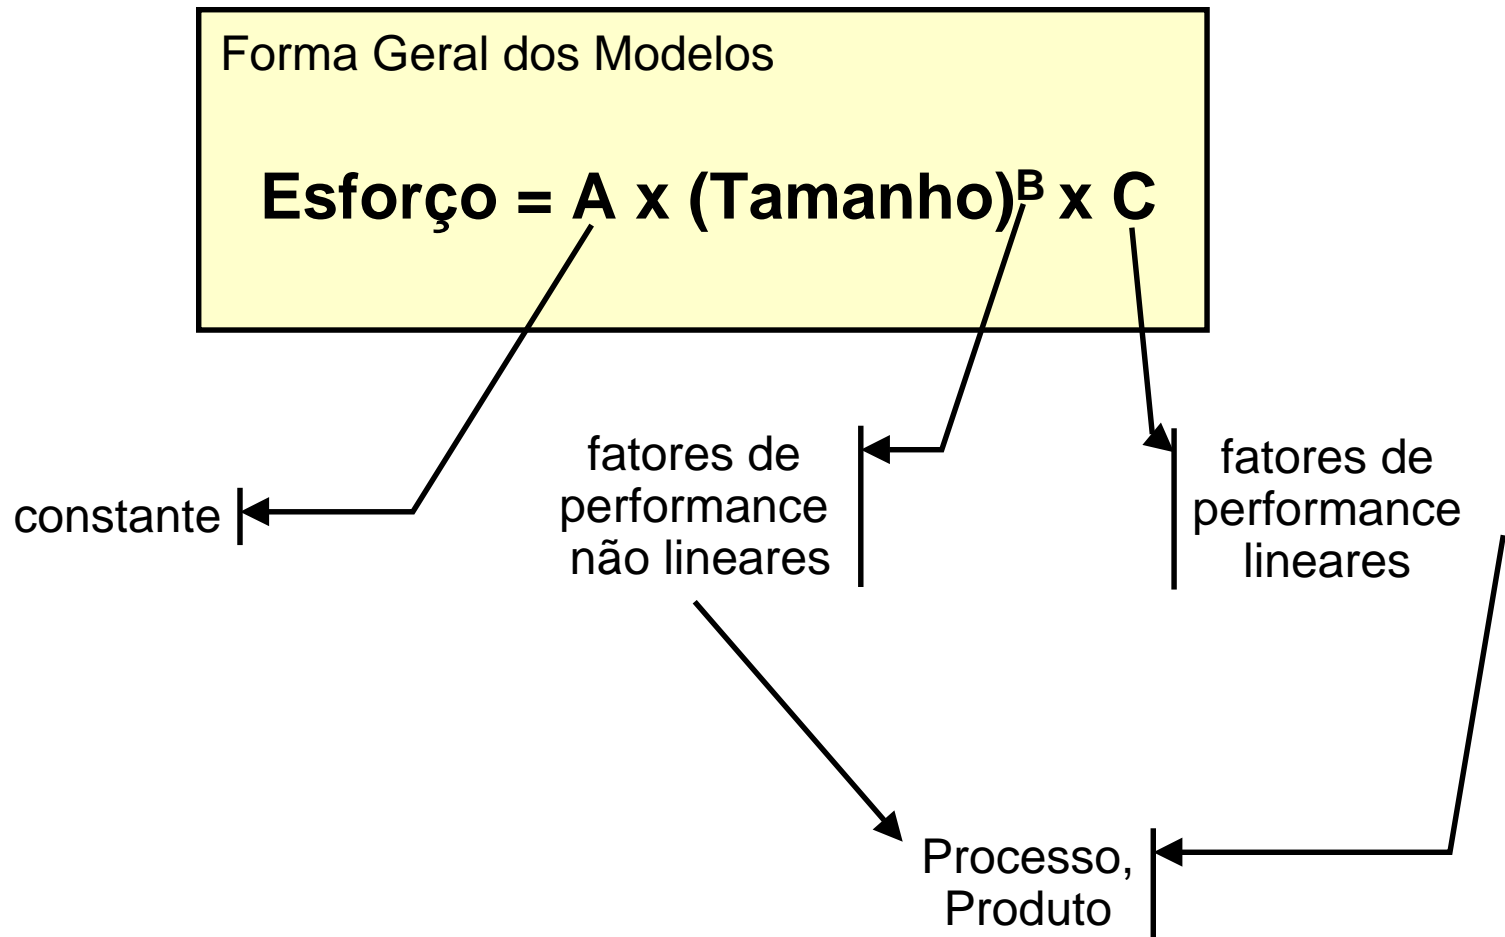 Forma Geral dos Modelos
Esforço = A x (Tamanho)ᴮ x C
constante
fatores de
performance
não lineares
fatores de
performance
lineares
Processo,
Produto